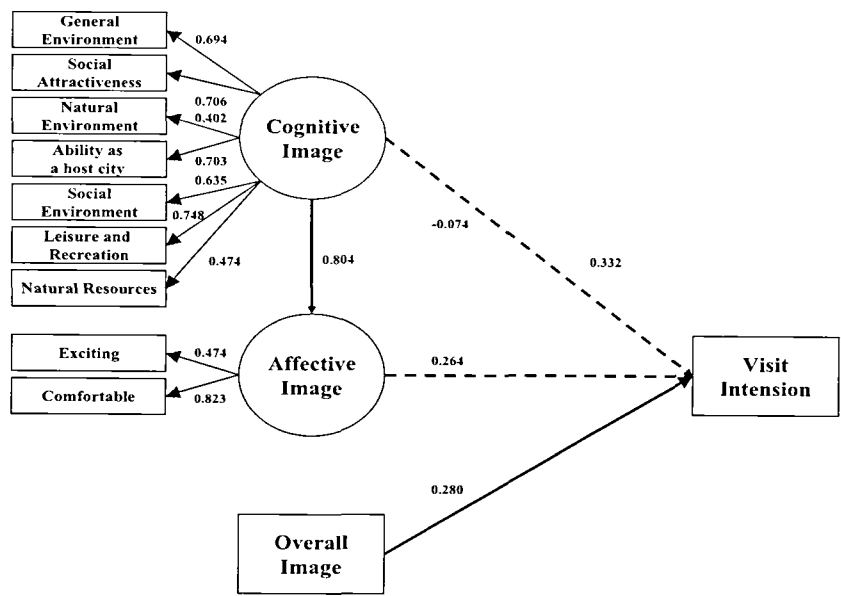 General
Environment
0.694
Social
Attractiveness
0.706
Natural
Environment
0.402
Ability as
a host city
0.703
Social
Environment
0.635
0.748
Leisure and
Recreation
0.474
Natural Resources
Cognitive
Image
-0.074
0.332
0.804
Exciting
0.474
Comfortable
0.823
Affective
Image
0.264
Visit
Intension
0.280
Overall
Image